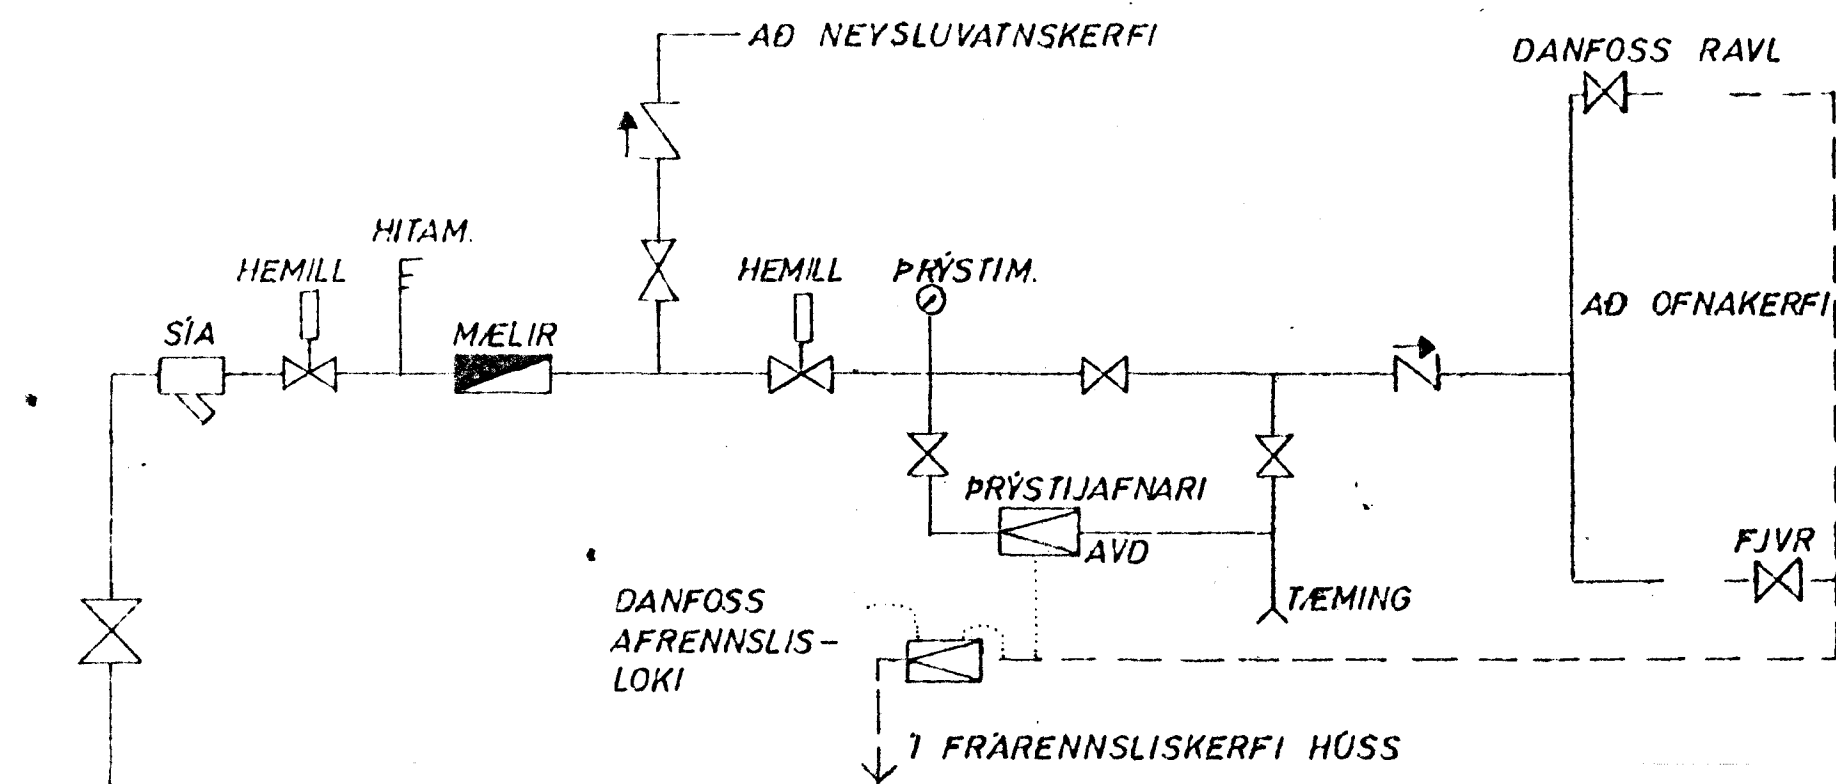 AÐ NEYSLUVATNSKERFI
DANFOSS RAVL
HITAM.
HEMILL
HEMILL
ÞRÝSTIM.
AÐ OFNAKERFI
SÍA
MÆLIR
ÞRÝSTIJAFNARI
AVD
FJVR
DANFOSS
AFRENNSLIS-
LOKI
TÆMING
Í FRÁRENNSLISKERFI HÚSS